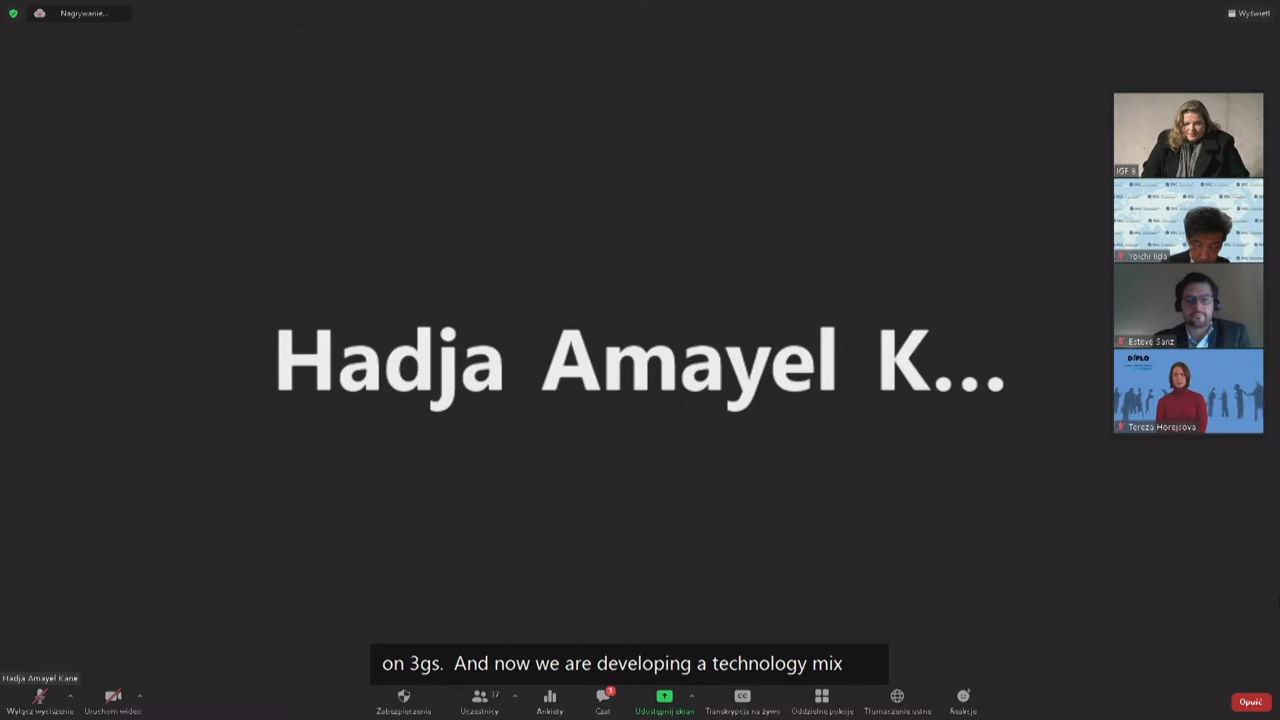 Nagrywanie...
Wyświetl
IGF 8
Yoichi Iida
Esteve Sanz
DiPLO
Tereza Horejsova
Hadja Amayel K...
on 3gs. And now we are developing a technology mix
Hadja Amayel Kane
Wyłącz wyciszenie
Uruchom wideo
Zabezpieczenia
Uczestnicy
37
Ankiety
Czat
Udostępnij ekran
CC
Transkrypcja na żywo
Oddzielne pokoje
Tłumaczenie ustne
Reakcje
Opuść